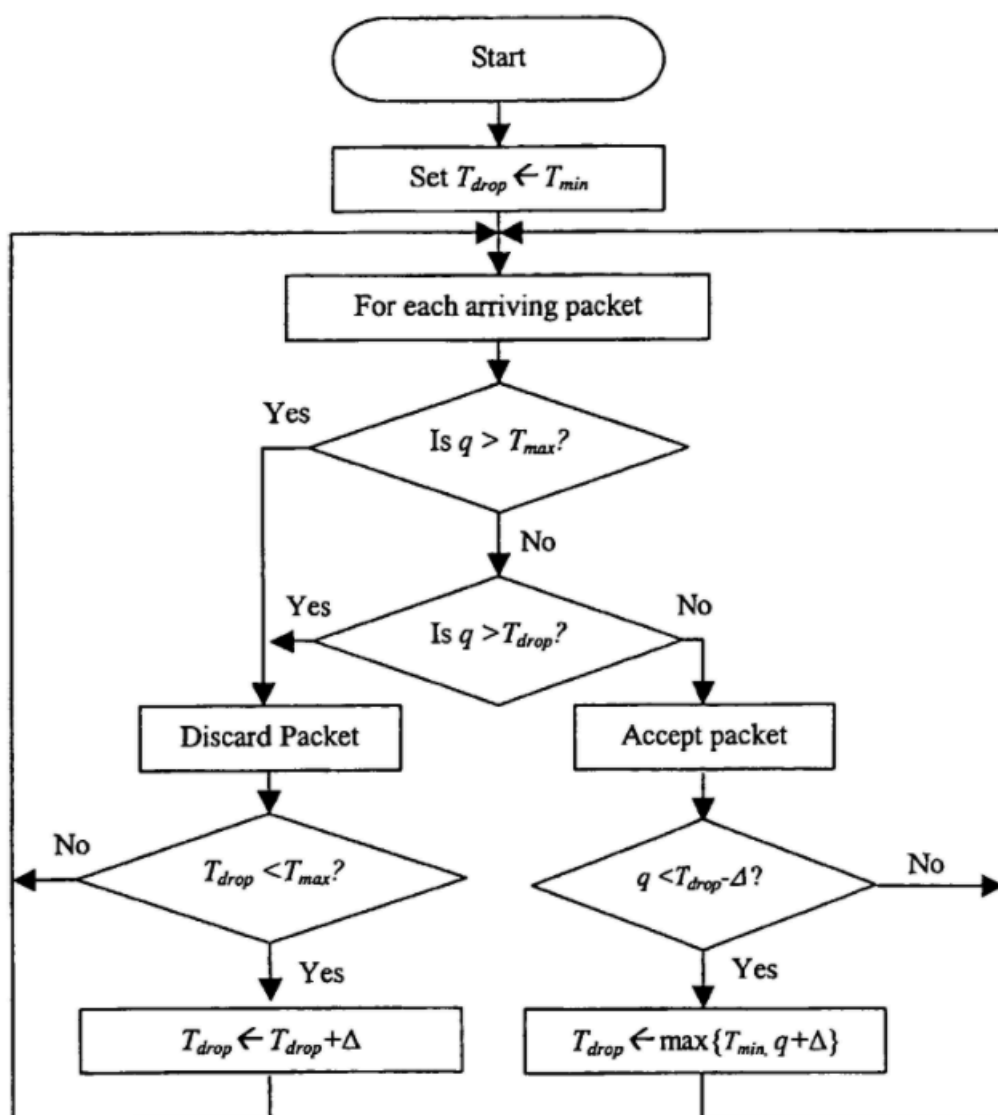 Start
Set T_drop ← T_min
For each arriving packet
Yes
Is q > T_max?
No
Yes
No
Is q >T_drop?
Discard Packet
Accept packet
No
T_drop <T_max?
q <T_drop-Δ?
No
Yes
Yes
T_drop ← T_drop+Δ
T_drop ← max{T_min, q+Δ}